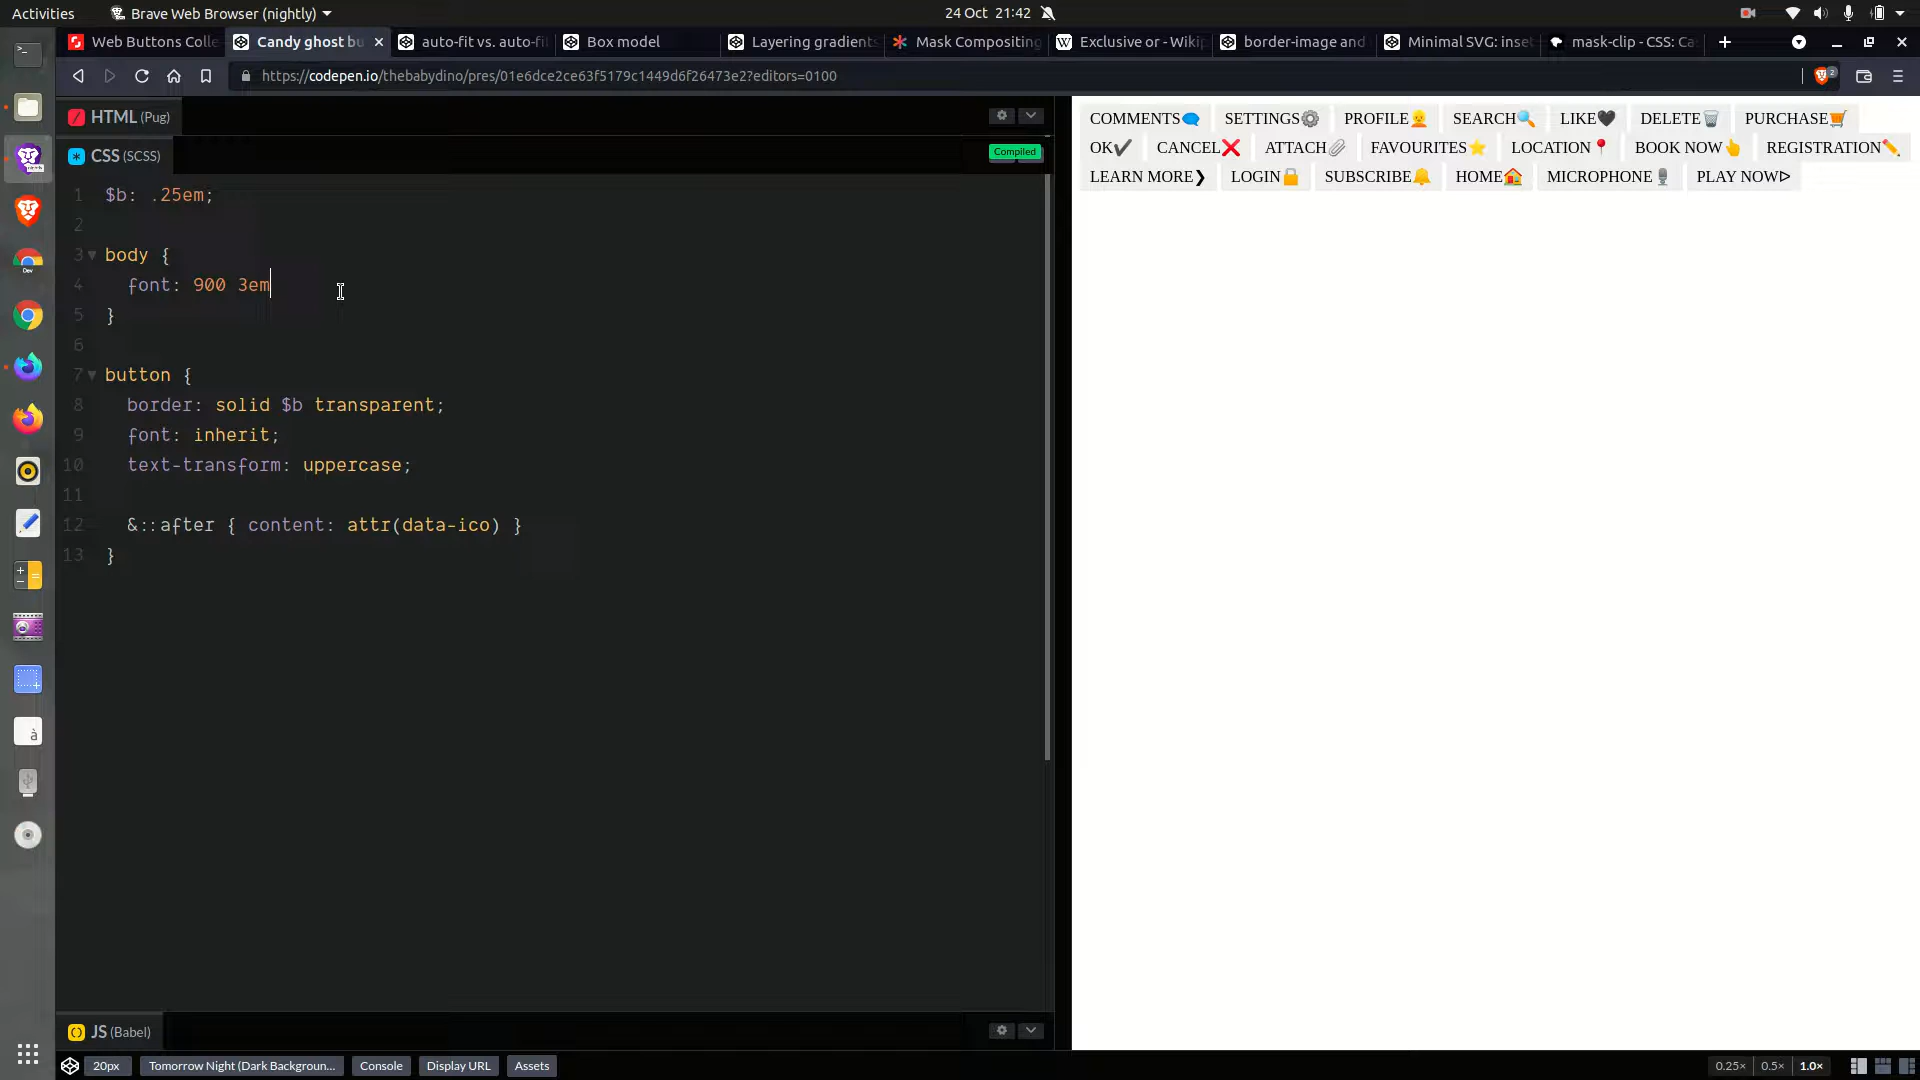 Activities
Brave Web Browser (nightly)
24 Oct 21:42
Web Buttons Colle
Candy ghost bu
auto-fit vs. auto-fi
Box model
Layering gradients
Mask Compositing
Exclusive or - Wiki
border-image and
Minimal SVG: inset
mask-clip - CSS: Ca
https://codepen.io/thebabydino/pres/01e6dce2ce63f5179c1449d6f26473e2?editors=0100
2
HTML (Pug)
CSS (SCSS)
Compiled
1 $b: .25em;
2
3 body {
4 font: 900 3em
5 }
6
7 button {
8 border: solid $b transparent;
9 font: inherit;
10 text-transform: uppercase;
11
12 &::after { content: attr(data-ico) }
13 }
COMMENTS🗨 SETTINGS⚙ PROFILE👱 SEARCH🔍 LIKE🖤 DELETE🗑 PURCHASE🛒
OK✔ CANCEL❌ ATTACH📎 FAVOURITES⭐ LOCATION📍 BOOK NOW👆 REGISTRATION✏
LEARN MORE❯ LOGIN🔒 SUBSCRIBE🔔 HOME🏠 MICROPHONE🎙 PLAY NOWᐅ
JS (Babel)
20px
Tomorrow Night (Dark Backgroun...
Console
Display URL
Assets
0.25×
0.5×
1.0×